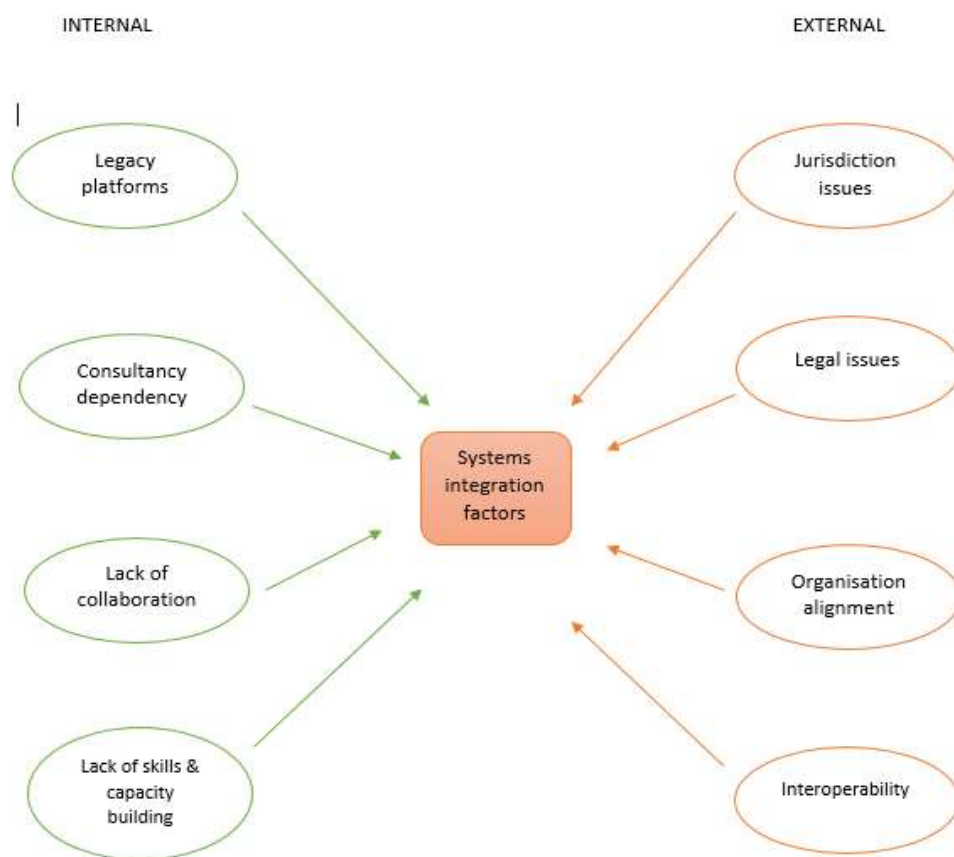 INTERNAL
EXTERNAL
Legacy
platforms
Jurisdiction
issues
Consultancy
dependency
Legal issues
Systems
integration
factors
Lack of
collaboration
Organisation
alignment
Lack of skills &
capacity
building
Interoperability